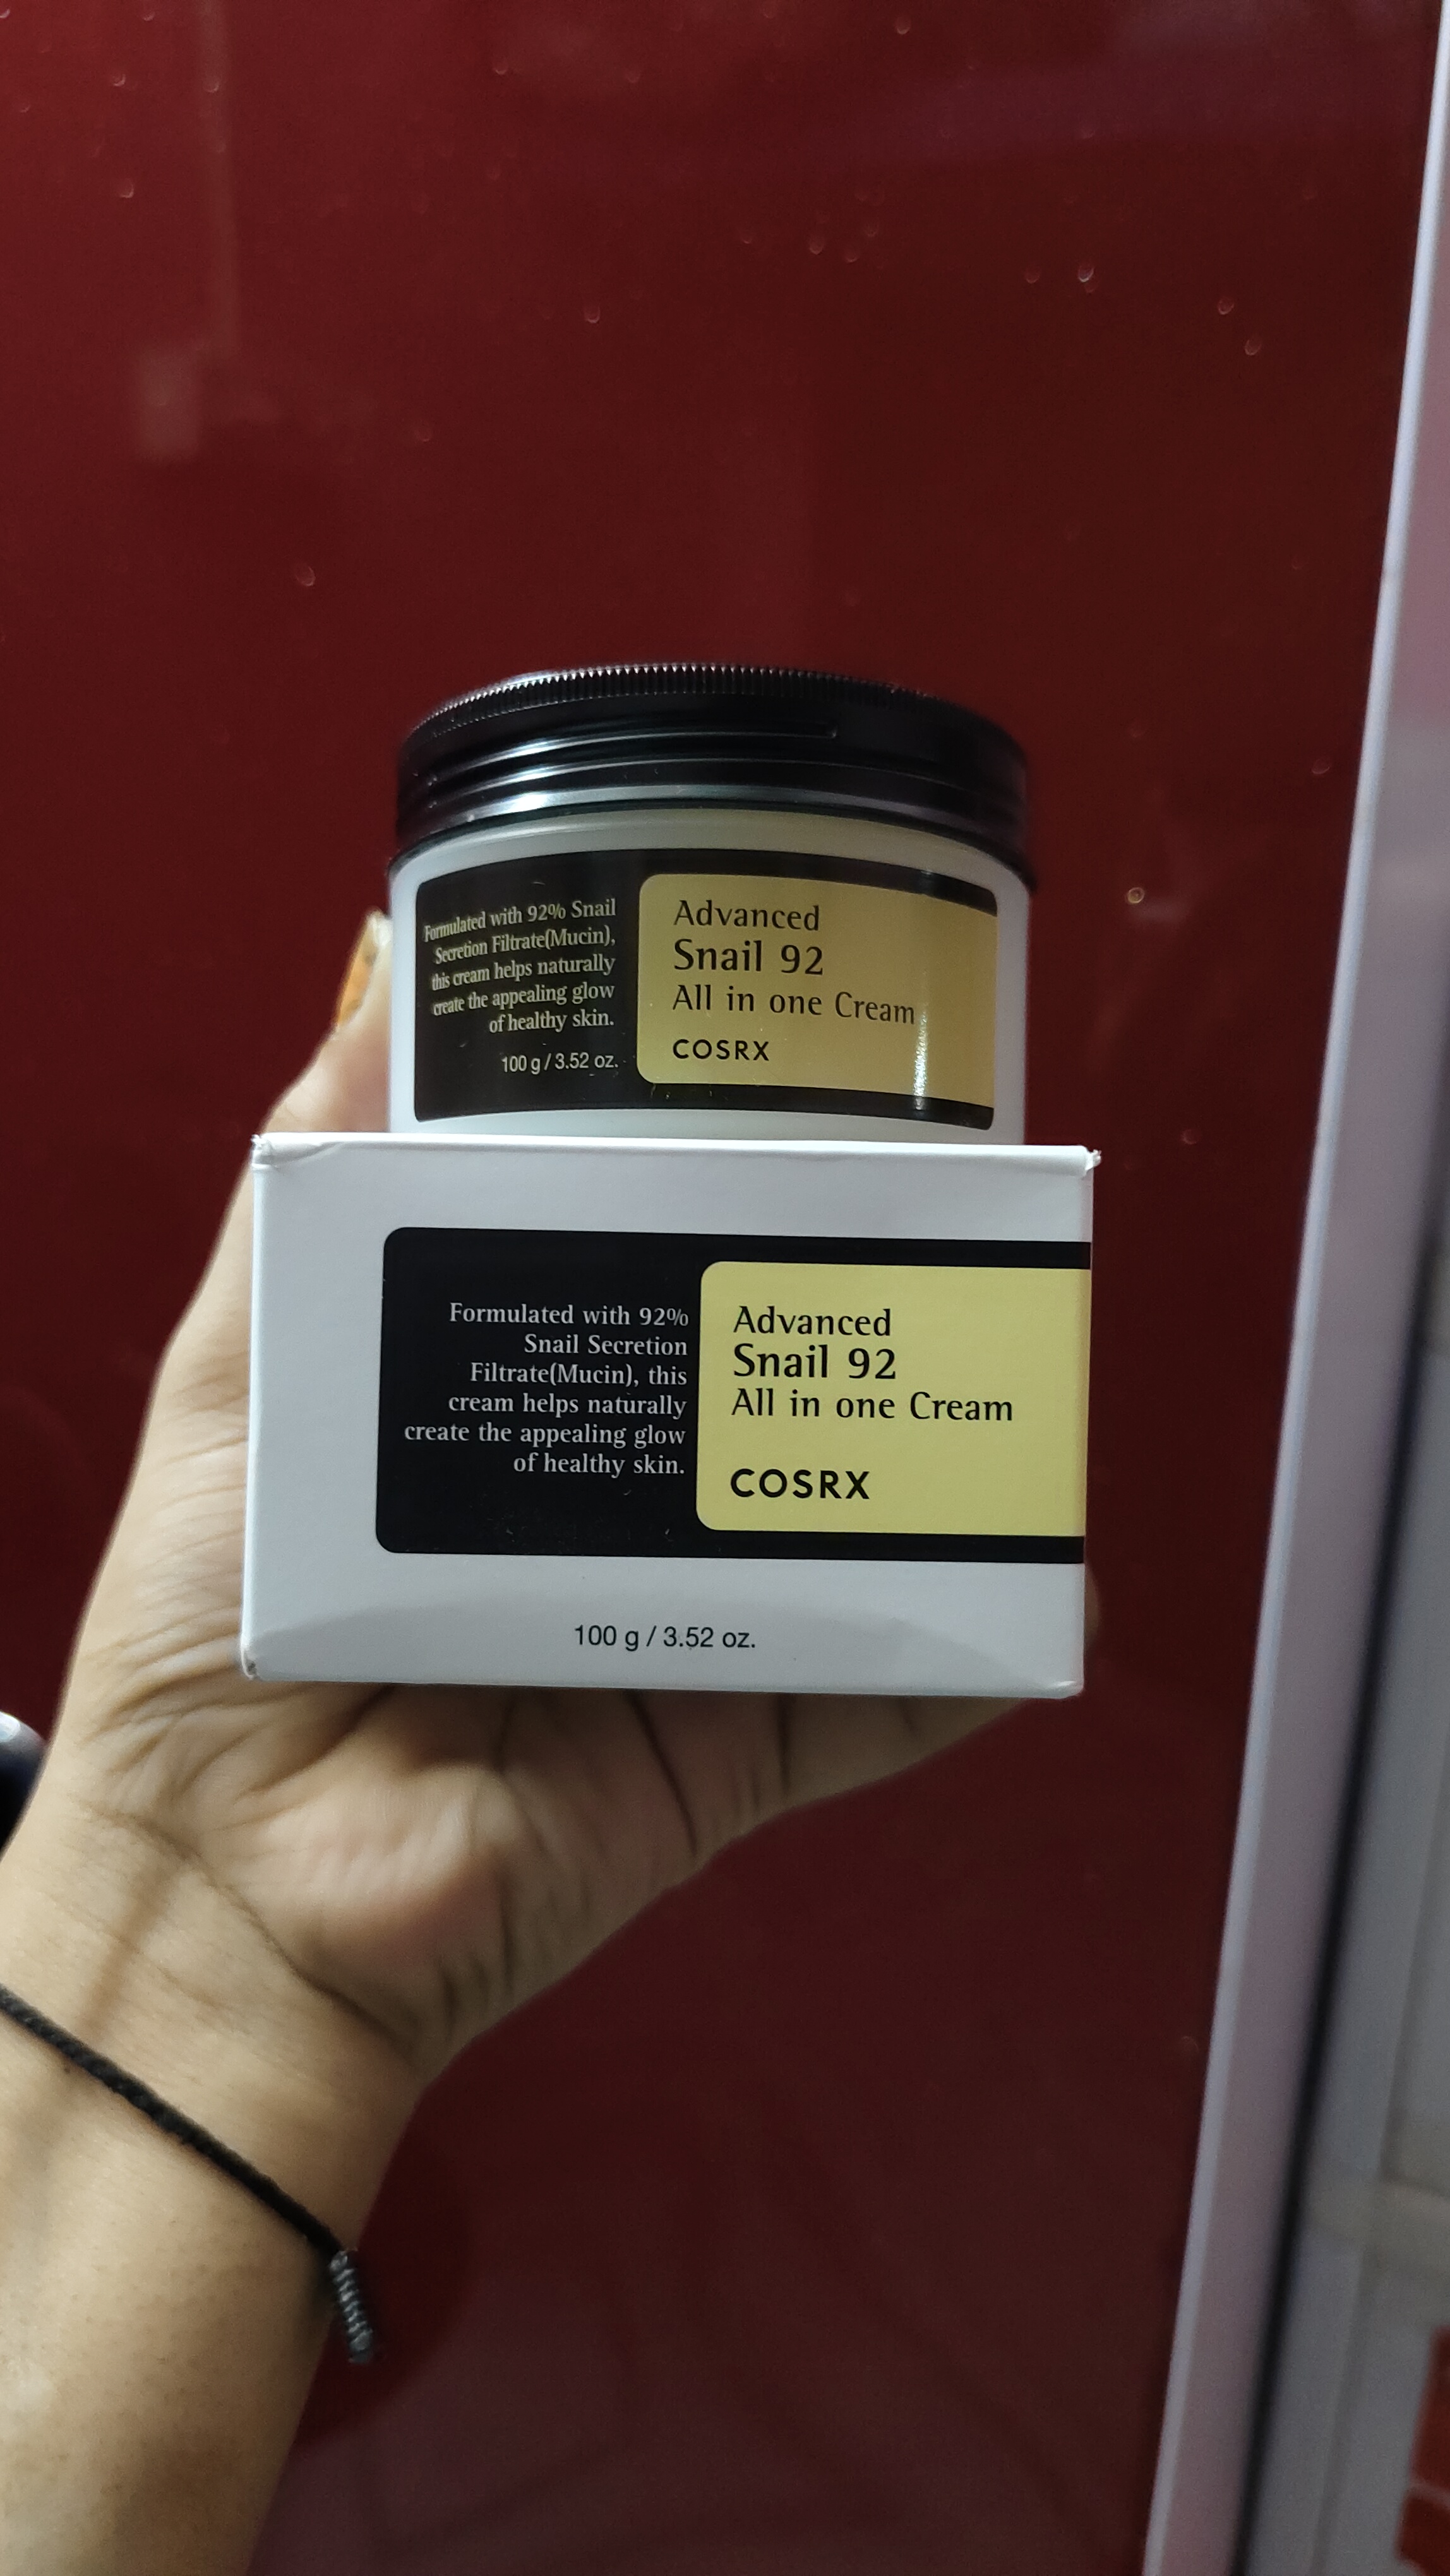 Formulated with 92% Snail
Secretion Filtrate(Mucin),
this cream helps naturally
create the appealing glow
of healthy skin.
100 g / 3.52 oz.
Advanced
Snail 92
All in one Cream
COSRX
Formulated with 92%
Snail Secretion
Filtrate(Mucin), this
cream helps naturally
create the appealing glow
of healthy skin.
Advanced
Snail 92
All in one Cream
COSRX
100 g / 3.52 oz.